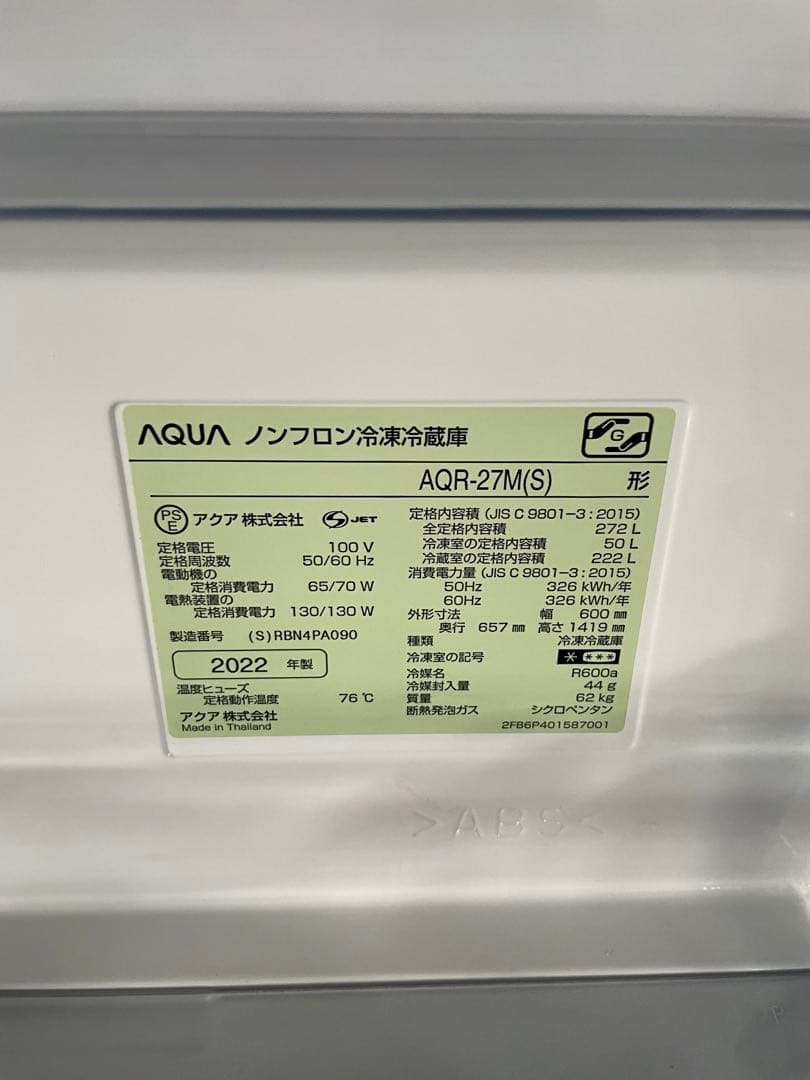 AQUA ノンフロン冷凍冷蔵庫
G
AQR-27M(S) 形
PS E アクア 株式会社 S JET
定格電圧 100 V
定格周波数 50/60 Hz
電動機の
定格消費電力 65/70 W
電熱装置の
定格消費電力 130/130 W
製造番号 (S)RBN4PA090
2022 年製
温度ヒューズ
定格動作温度 76 ℃
アクア 株式会社
Made in Thailand
定格内容積 (JIS C 9801-3 : 2015)
全定格内容積 272 L
冷凍室の定格内容積 50 L
冷蔵室の定格内容積 222 L
消費電力量 (JIS C 9801-3 : 2015)
50Hz 326 kWh/年
60Hz 326 kWh/年
外形寸法 幅 600 ㎜
奥行 657 ㎜ 高さ 1419 ㎜
種類 冷凍冷蔵庫
冷凍室の記号 * ***
冷媒名 R600a
冷媒封入量 44 g
質量 62 kg
断熱発泡ガス シクロペンタン
2FB6P401587001
>ABS<